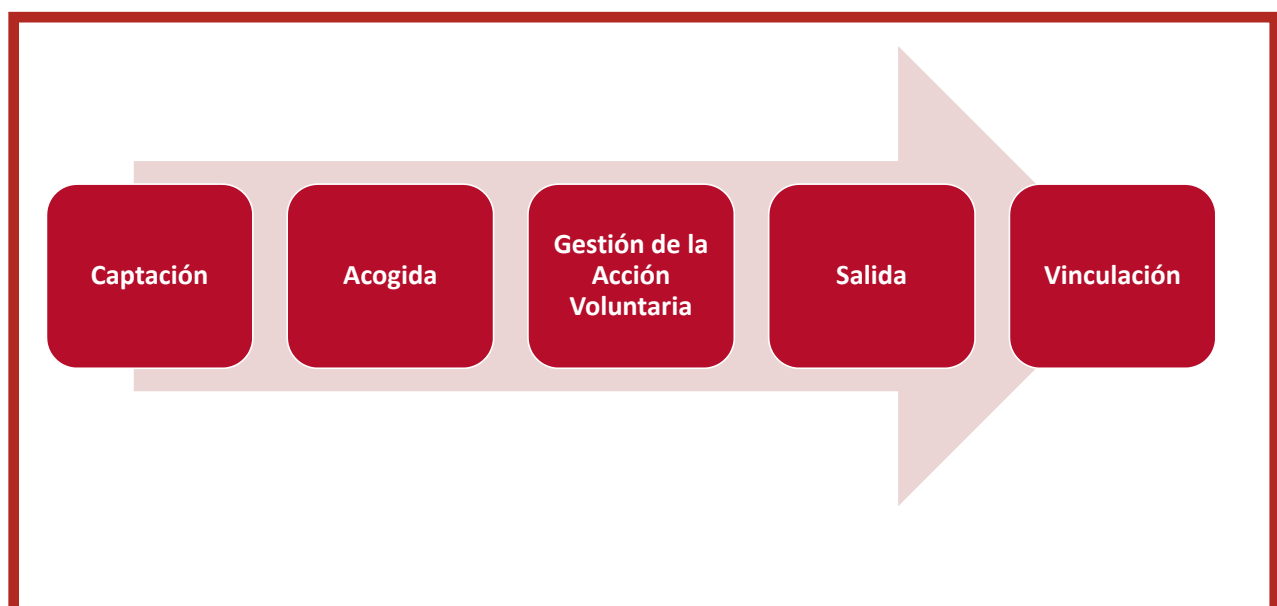 Captación
Acogida
Gestión de la
Acción
Voluntaria
Salida
Vinculación